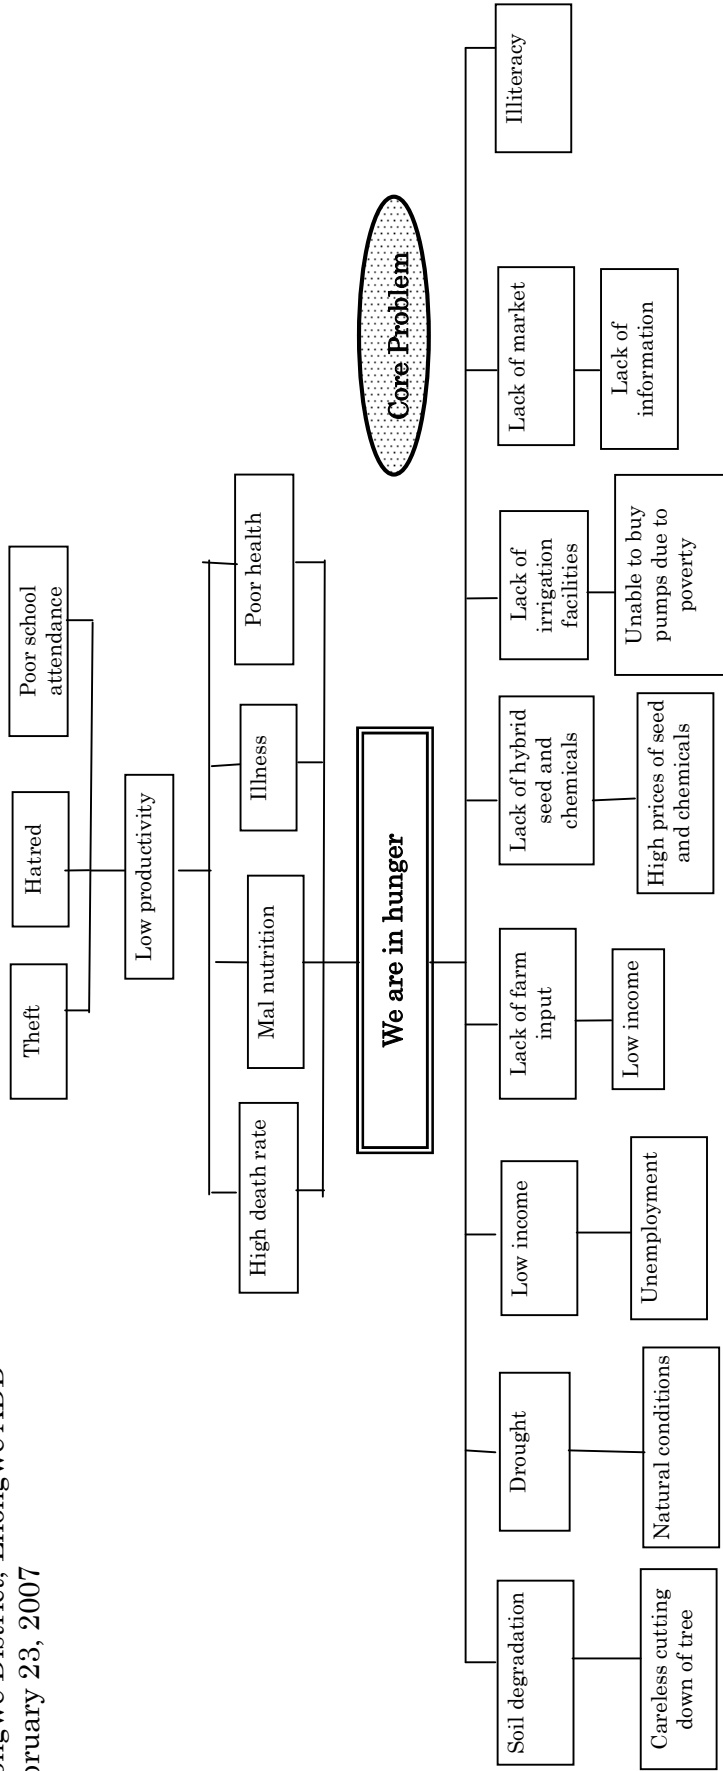 District,
bruary 23, 2007
Theft
Hatred
Poor school
attendance
Low productivity
High death rate
Mal nutrition
Illness
Poor health
We are in hunger
Core Problem
Soil degradation
Drought
Low income
Lack of farm
input
Lack of hybrid
seed and
chemicals
Lack of
irrigation
facilities
Lack of market
Illiteracy
Careless cutting
down of tree
Natural conditions
Unemployment
Low income
High prices of seed
and chemicals
Unable to buy
pumps due to
poverty
Lack of
information